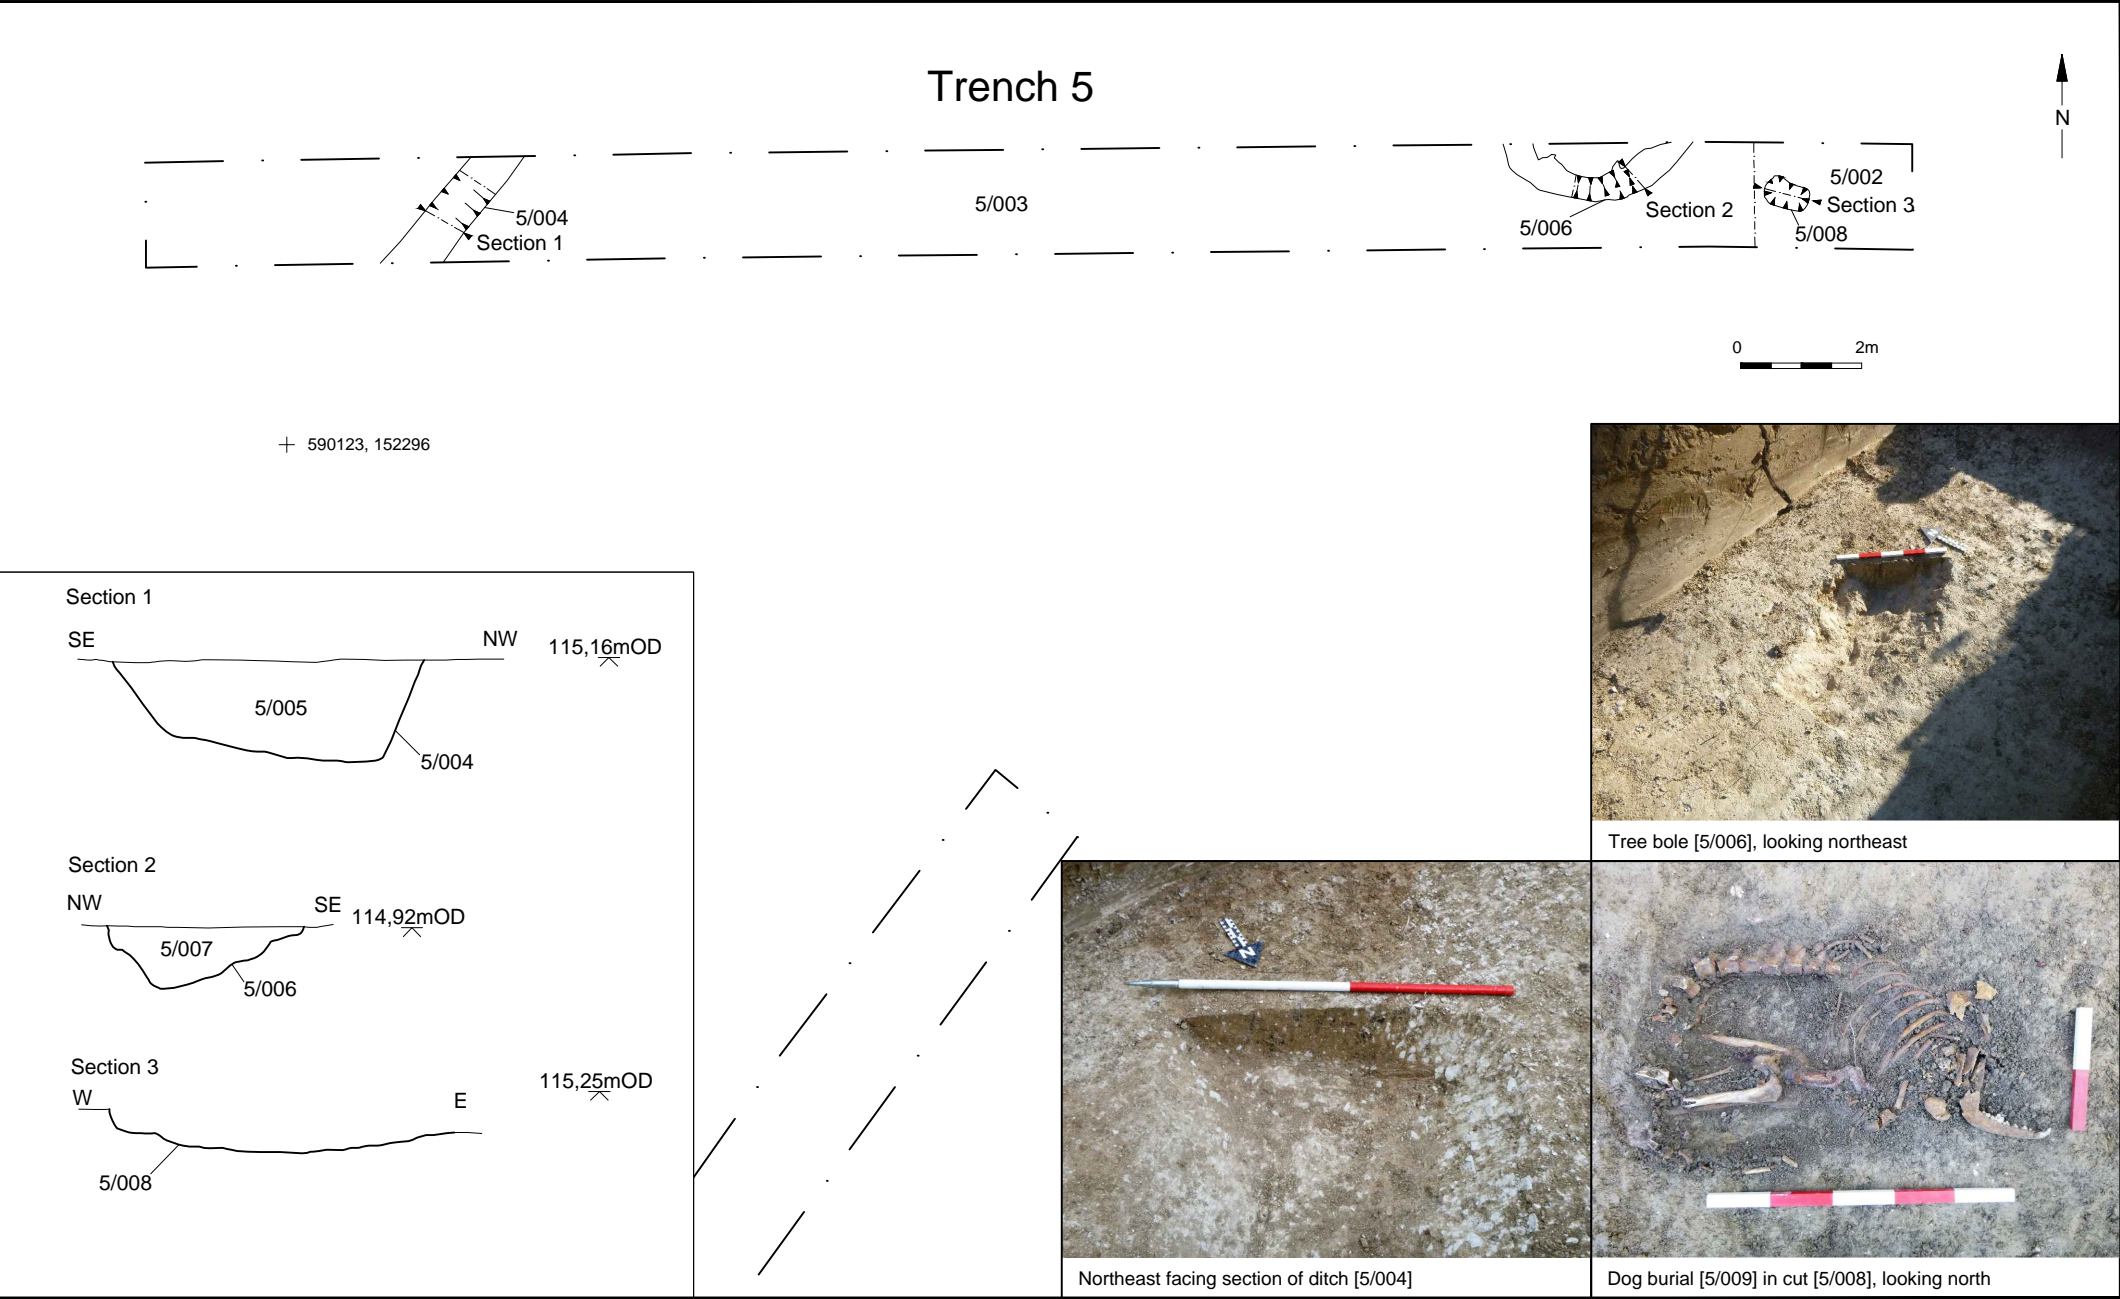 Trench 5
N
5/004
Section 1
5/003
5/006
Section 2
5/002
Section 3
5/008
0 2m
590123, 152296
Section 1
SE NW 115,16mOD
5/005
5/004
Section 2
NW SE 114,92mOD
5/007
5/006
Section 3
W E 115,25mOD
5/008
Tree bole [5/006], looking northeast
N
Northeast facing section of ditch [5/004]
Dog burial [5/009] in cut [5/008], looking north